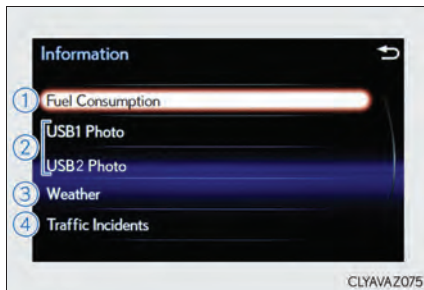 Information
1 Fuel Consumption
2 USB1 Photo
USB2 Photo
3 Weather
4 Traffic Incidents
CLYAVAZ075